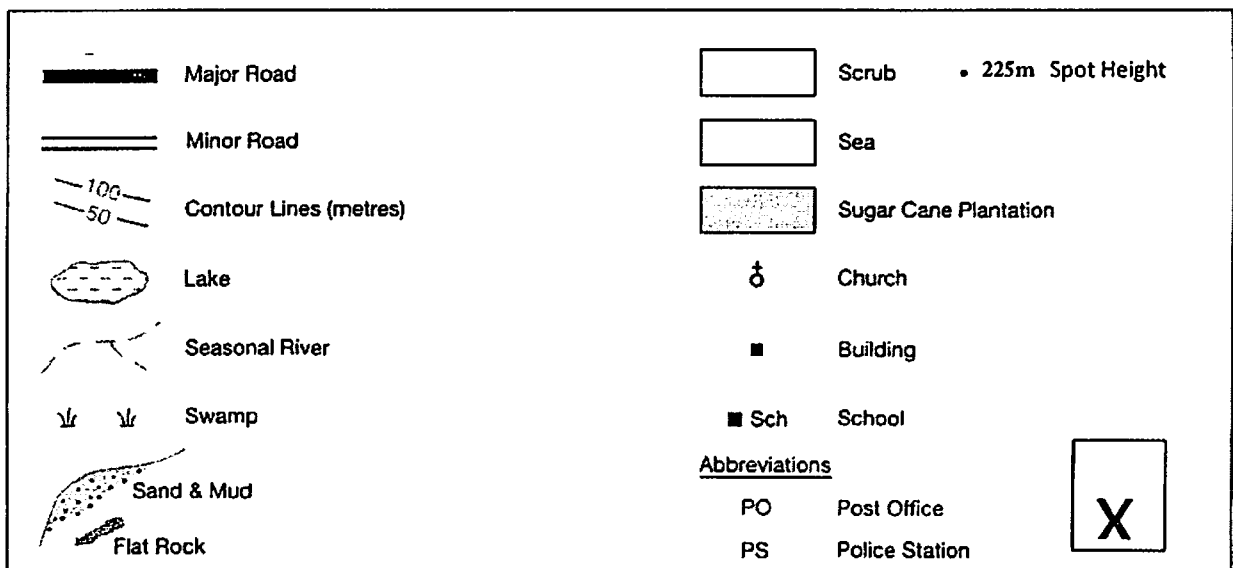 Major Road
Minor Road
100
50
Contour Lines (metres)
Lake
Seasonal River
Swamp
Sand & Mud
Flat Rock
Scrub
• 225m Spot Height
Sea
Sugar Cane Plantation
Church
Building
Sch School
Abbreviations
PO Post Office
PS Police Station
X